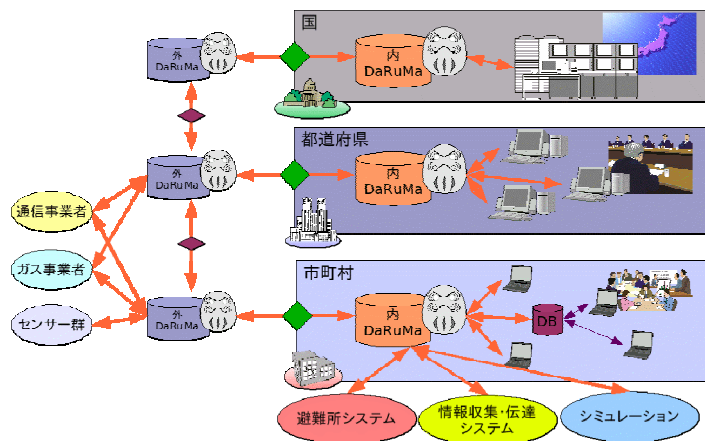 国
外
DaRuMa
内
DaRuMa
都道府県
外
DaRuMa
内
DaRuMa
通信事業者
ガス事業者
センサー群
市町村
外
DaRuMa
内
DaRuMa
DB
避難所システム
情報収集・伝達
システム
シミュレーション